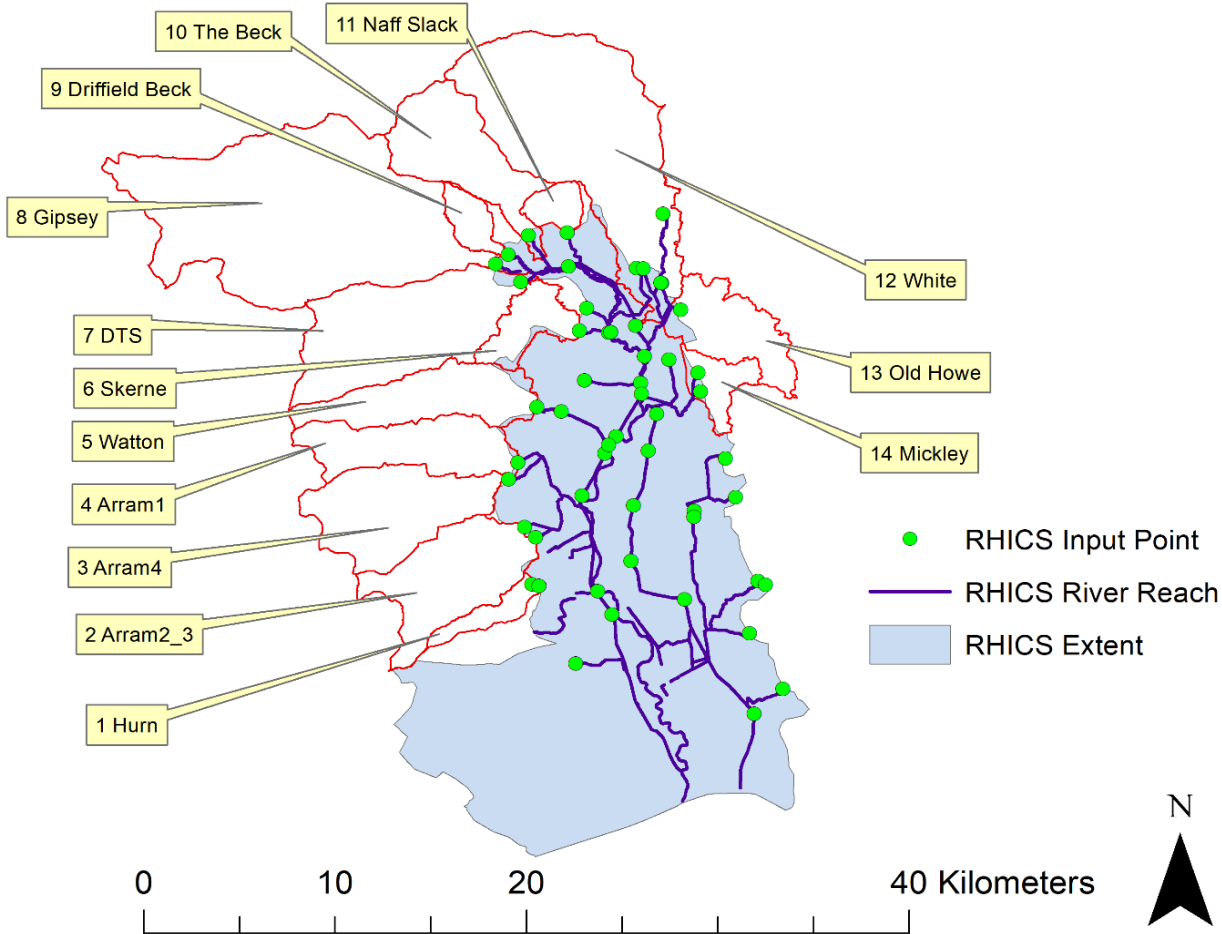 11 Naff Slack
10 The Beck
9 Driffield Beck
8 Gipsey
12 White
7 DTS
13 Old Howe
6 Skerne
5 Watton
14 Mickley
4 Arram1
3 Arram4
2 Arram2_3
1 Hurn
RHICS Input Point
RHICS River Reach
RHICS Extent
N
0 10 20 40 Kilometers